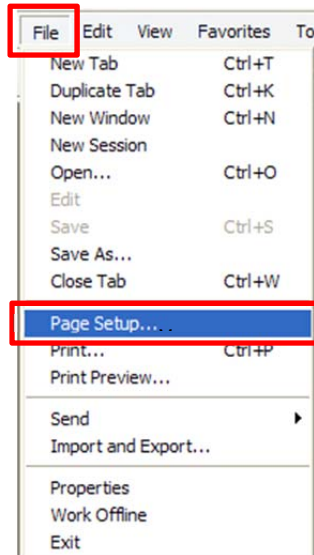 File Edit View Favorites To
New Tab Ctrl+T
Duplicate Tab Ctrl+K
New Window Ctrl+N
New Session
Open... Ctrl+O
Edit
Save Ctrl+S
Save As...
Close Tab Ctrl+W
Page Setup.....
Print... Ctrl+P
Print Preview...
Send
Import and Export...
Properties
Work Offline
Exit